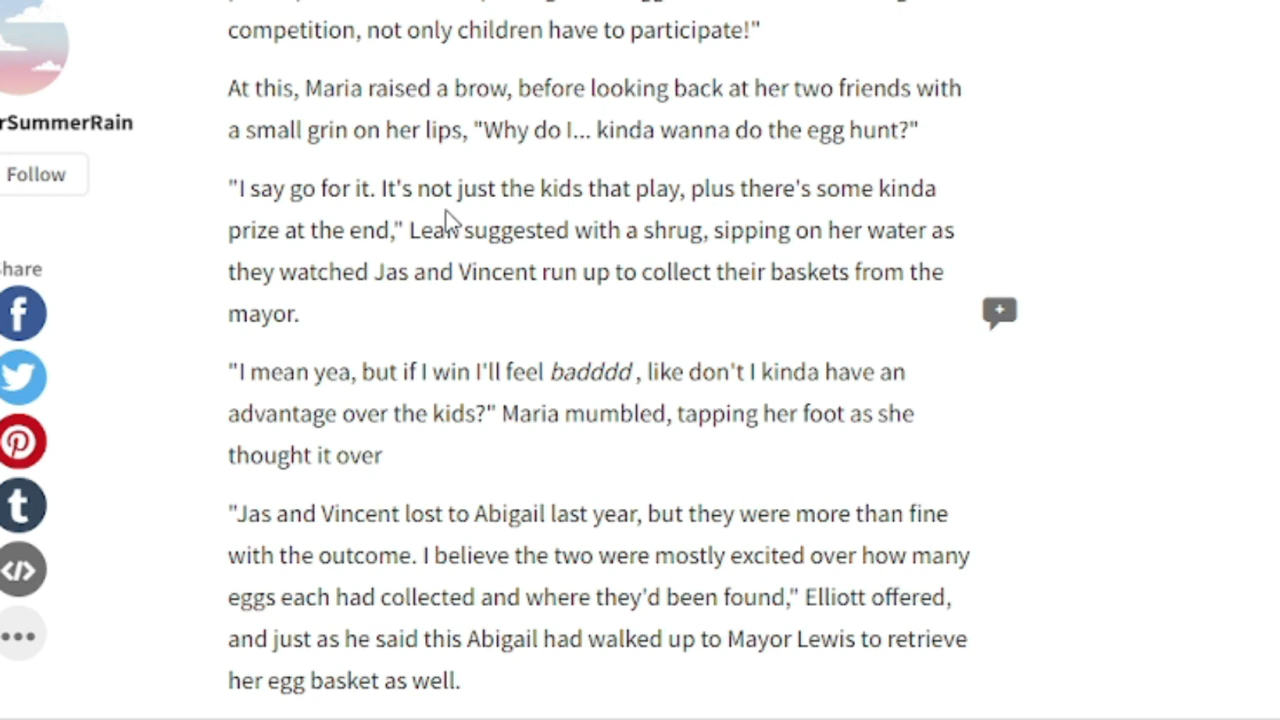 competition, not only children have to participate!"
At this, Maria raised a brow, before looking back at her two friends with
a small grin on her lips, "Why do I... kinda wanna do the egg hunt?"
rSummerRain
Follow
"I say go for it. It's not just the kids that play, plus there's some kinda
prize at the end," Leah suggested with a shrug, sipping on her water as
they watched Jas and Vincent run up to collect their baskets from the
mayor.
hare
"I mean yea, but if I win I'll feel badddd , like don't I kinda have an
advantage over the kids?" Maria mumbled, tapping her foot as she
thought it over
"Jas and Vincent lost to Abigail last year, but they were more than fine
with the outcome. I believe the two were mostly excited over how many
eggs each had collected and where they'd been found," Elliott offered,
and just as he said this Abigail had walked up to Mayor Lewis to retrieve
her egg basket as well.